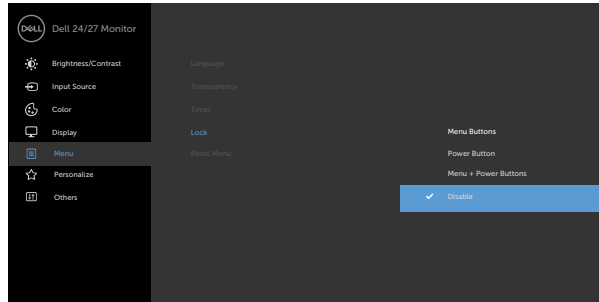 DELL
Dell 24/27 Monitor
Brightness/Contrast
Input Source
Color
Display
Menu
Personalize
Others
Language
Transparency
Timer
Lock
Reset Menu
Menu Buttons
Power Button
Menu + Power Buttons
Disable